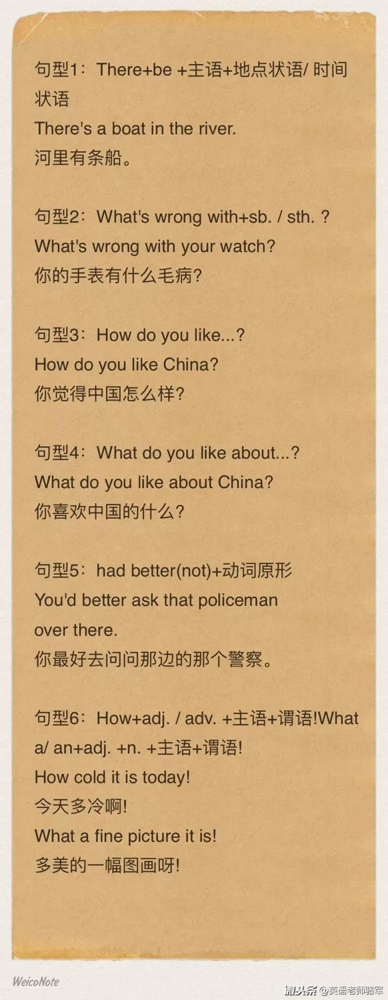 句型1：There+be +主语+地点状语/ 时间
状语
There's a boat in the river.
河里有条船。
句型2：What's wrong with+sb. / sth. ?
What's wrong with your watch?
你的手表有什么毛病?
句型3：How do you like...?
How do you like China?
你觉得中国怎么样?
句型4：What do you like about...?
What do you like about China?
你喜欢中国的什么?
句型5：had better(not)+动词原形
You'd better ask that policeman
over there.
你最好去问问那边的那个警察。
句型6：How+adj. / adv. +主语+谓语!What
a/ an+adj. +n. +主语+谓语!
How cold it is today!
今天多冷啊!
What a fine picture it is!
多美的一幅图画呀!
WeicoNote
微头条 @英语老师骆军